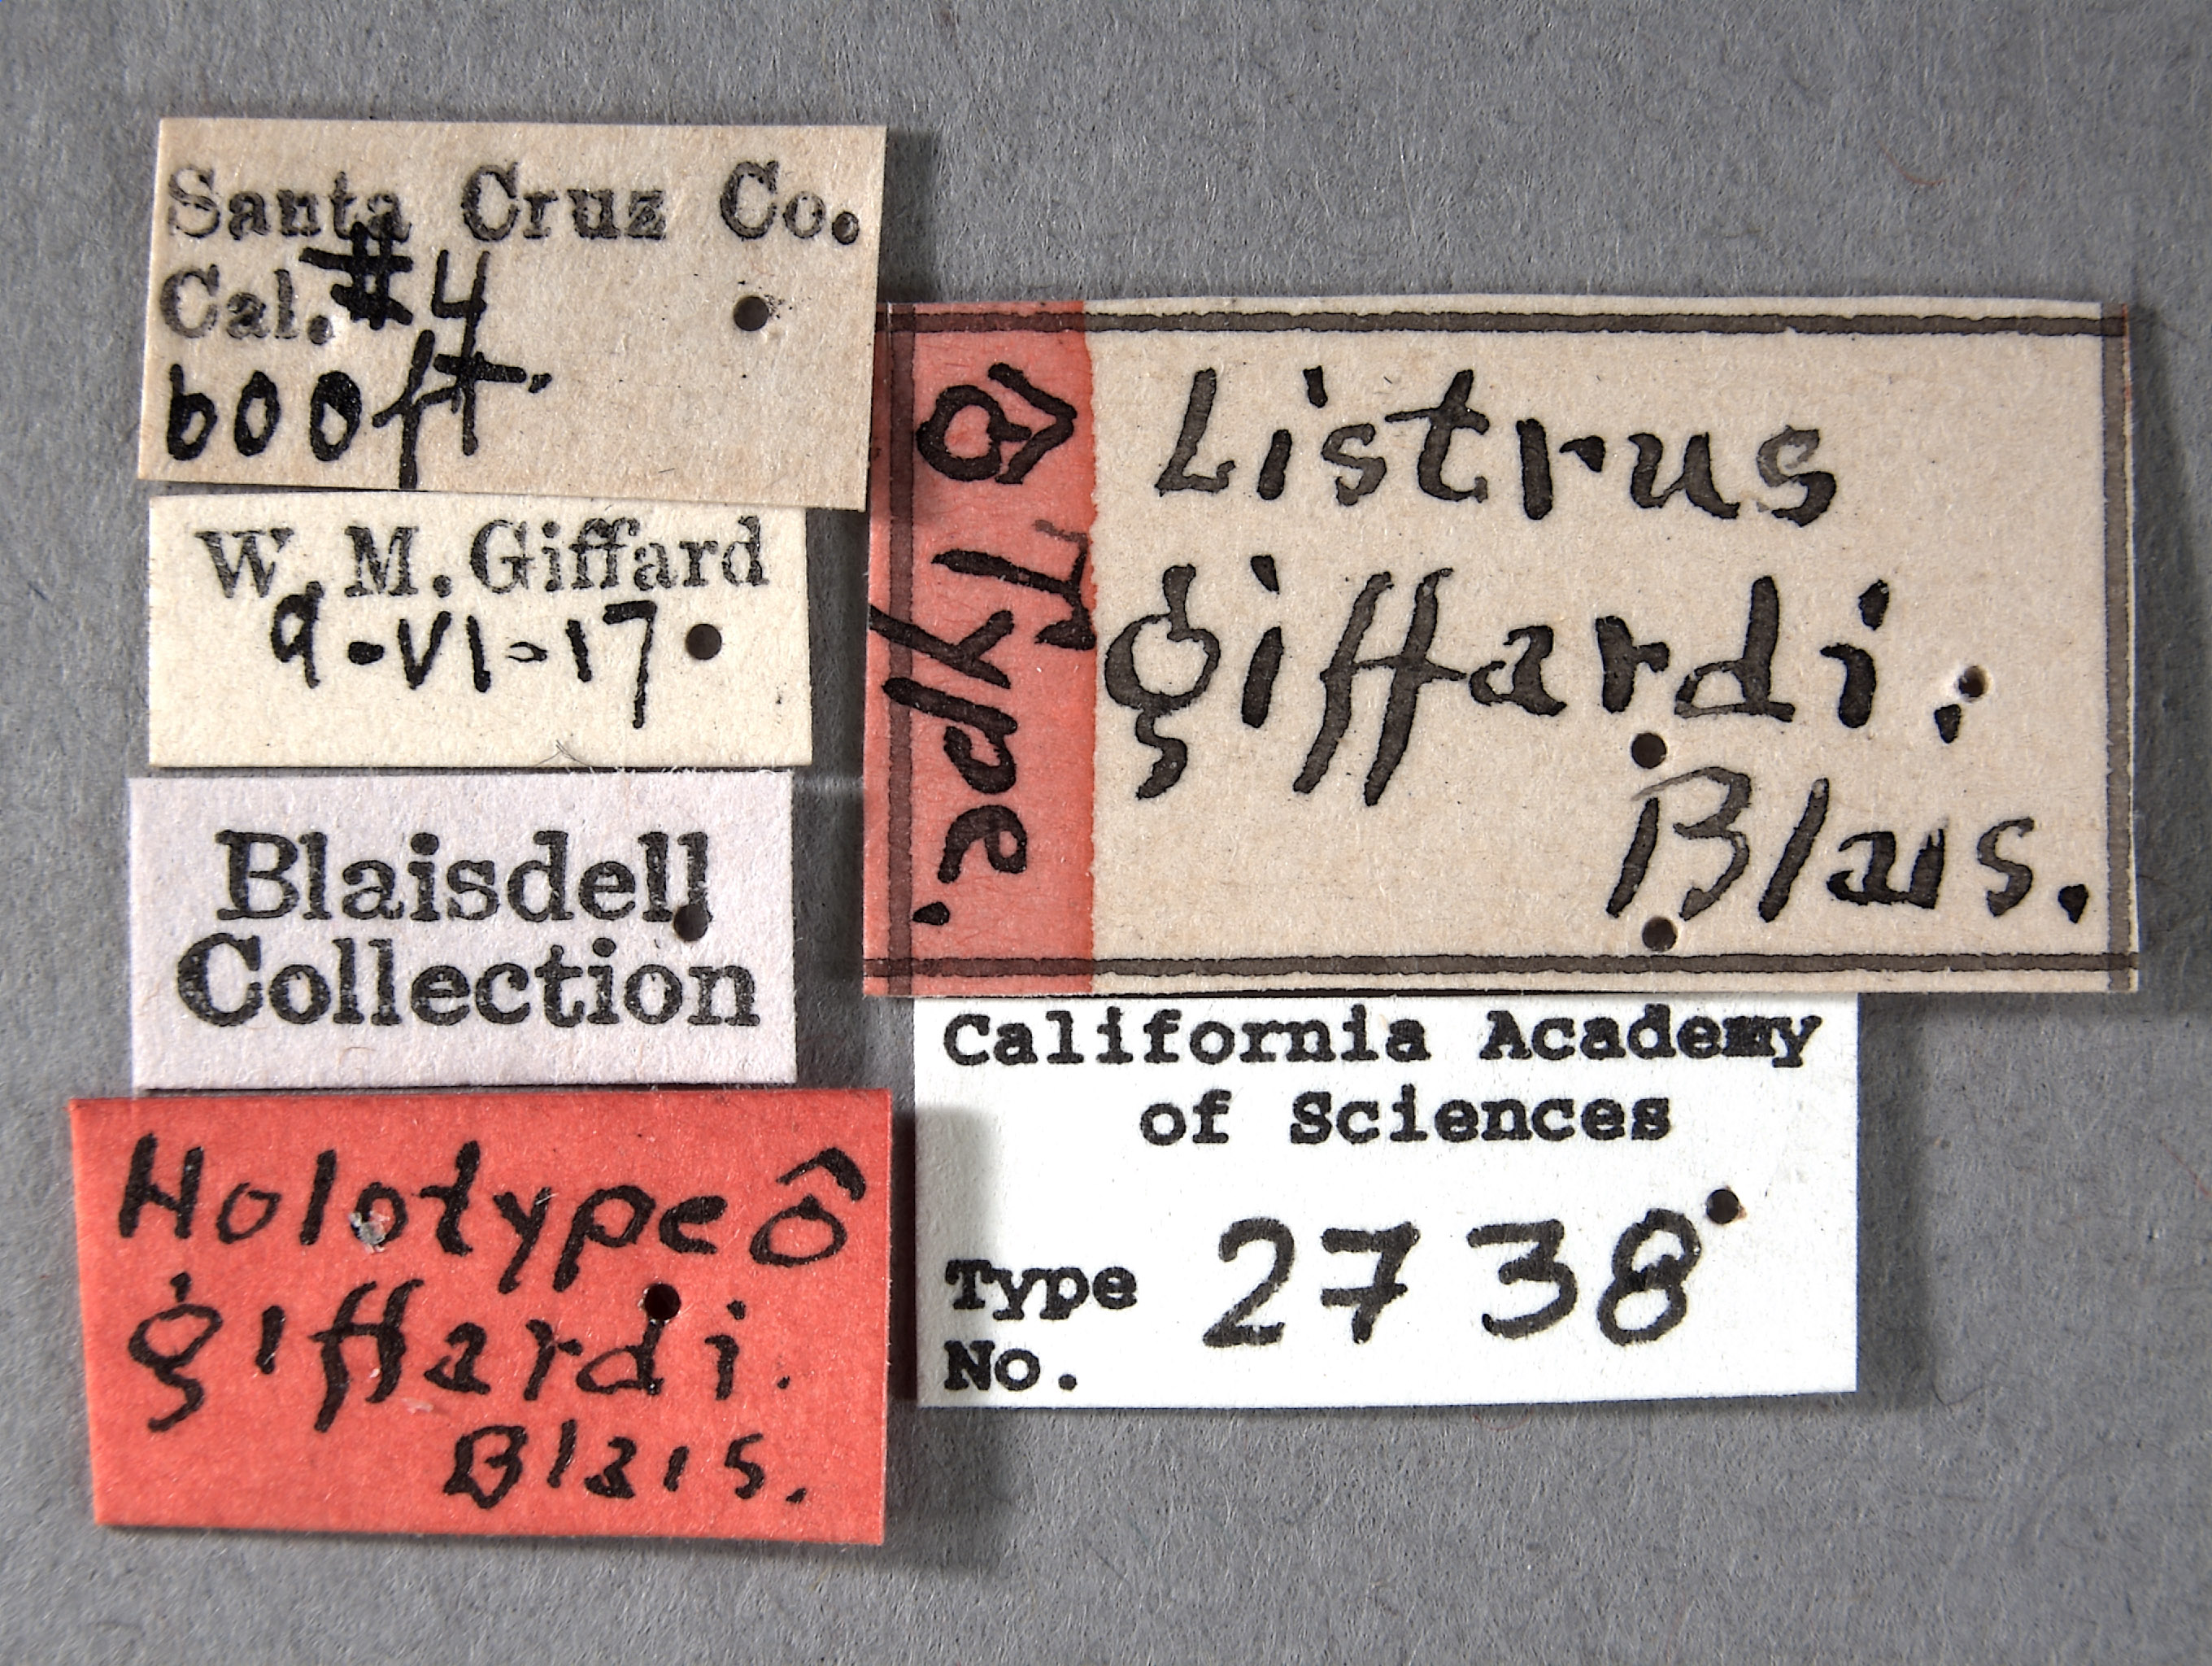 Santa Cruz Co.
Cal. #4
600 ft.
W. M. Giffard
9-VI-17
Blaisdell
Collection
Holotype ♂
giffardi.
Blais.
♂ Type.
Listrus
giffardi.
Blais.
California Academy
of Sciences
Type
No. 2738